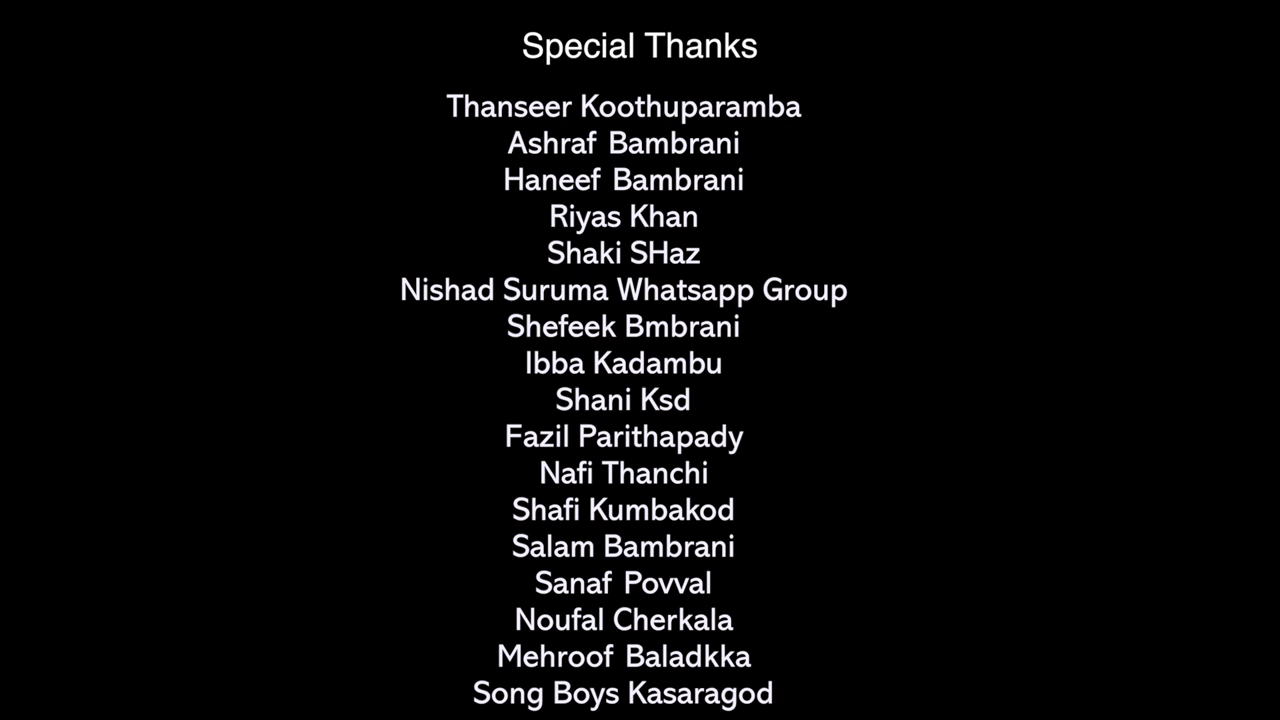 Special Thanks
Thanseer Koothuparamba
Ashraf Bambrani
Haneef Bambrani
Riyas Khan
Shaki SHaz
Nishad Suruma Whatsapp Group
Shefeek Bmbrani
Ibba Kadambu
Shani Ksd
Fazil Parithapady
Nafi Thanchi
Shafi Kumbakod
Salam Bambrani
Sanaf Povval
Noufal Cherkala
Mehroof Baladkka
Song Boys Kasaragod